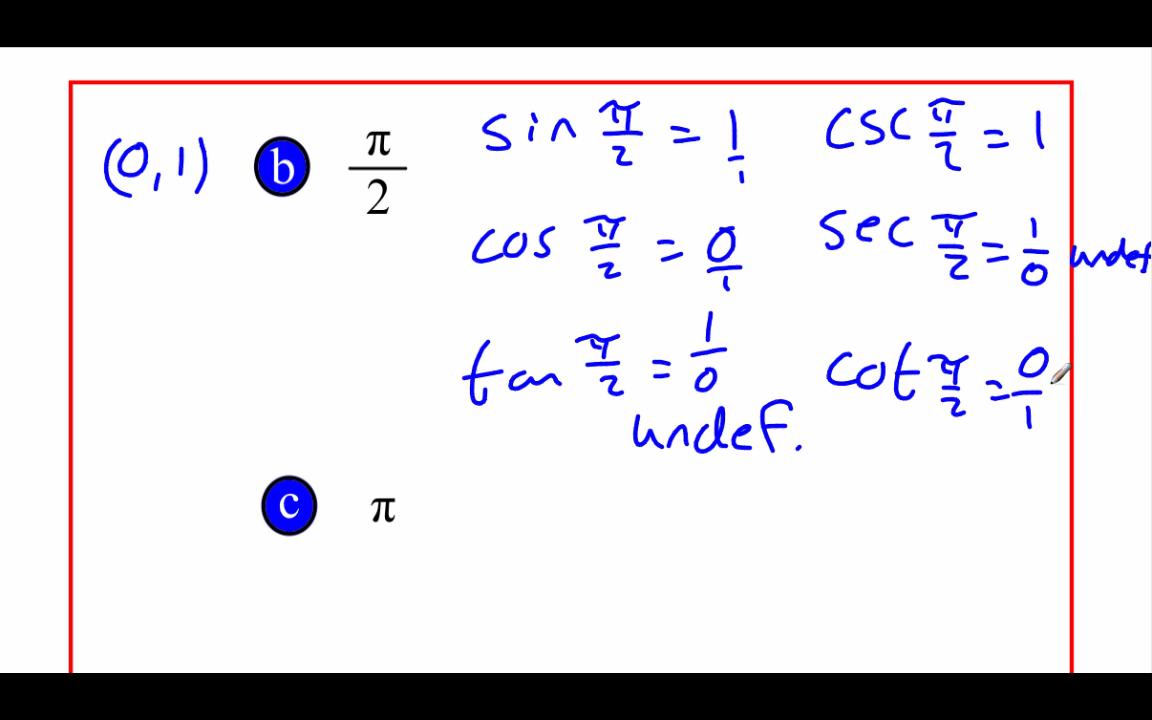 (0,1) b π/2 sin π/2 = 1/1 csc π/2 = 1
cos π/2 = 0/1 sec π/2 = 1/0 undef
tan π/2 = 1/0 undef. cot π/2 = 0/1
c π